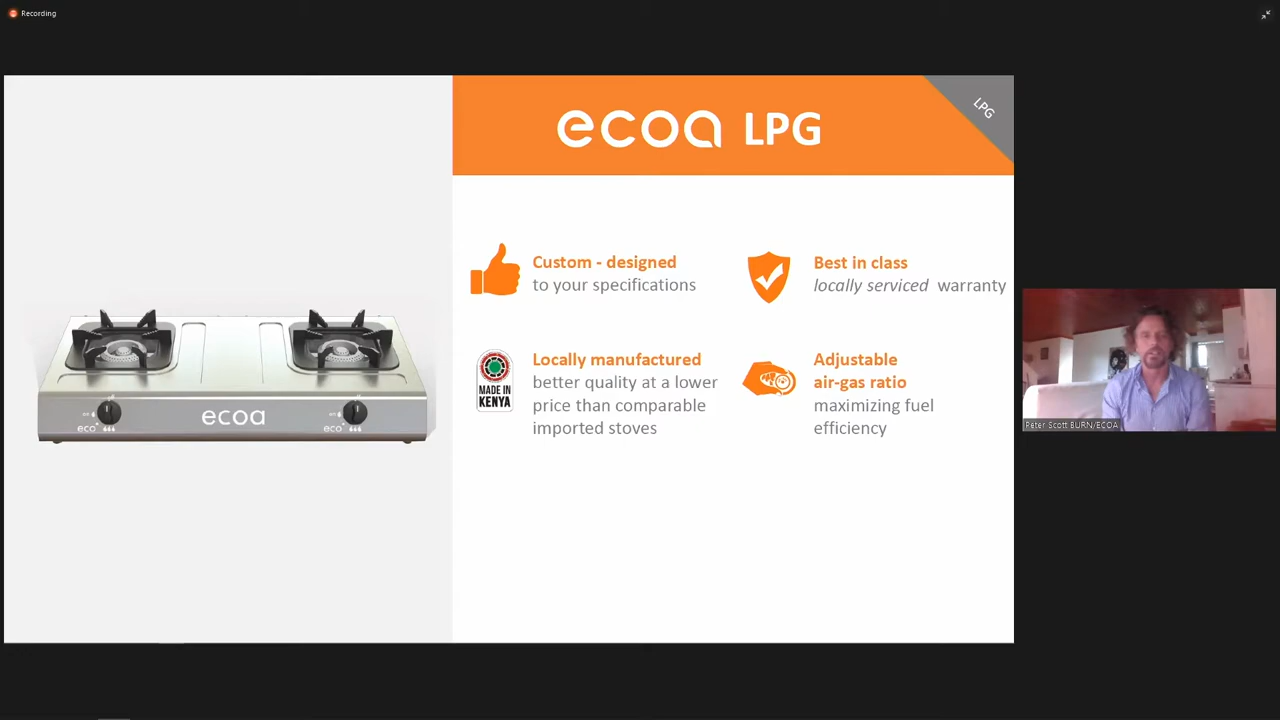 Recording
ecoa LPG
LPG
Custom - designed
to your specifications
Best in class
locally serviced warranty
MADE IN
KENYA
Locally manufactured
better quality at a lower
price than comparable
imported stoves
Adjustable
air-gas ratio
maximizing fuel
efficiency
ecoa
eco+
eco+
Peter Scott BURN/ECOA